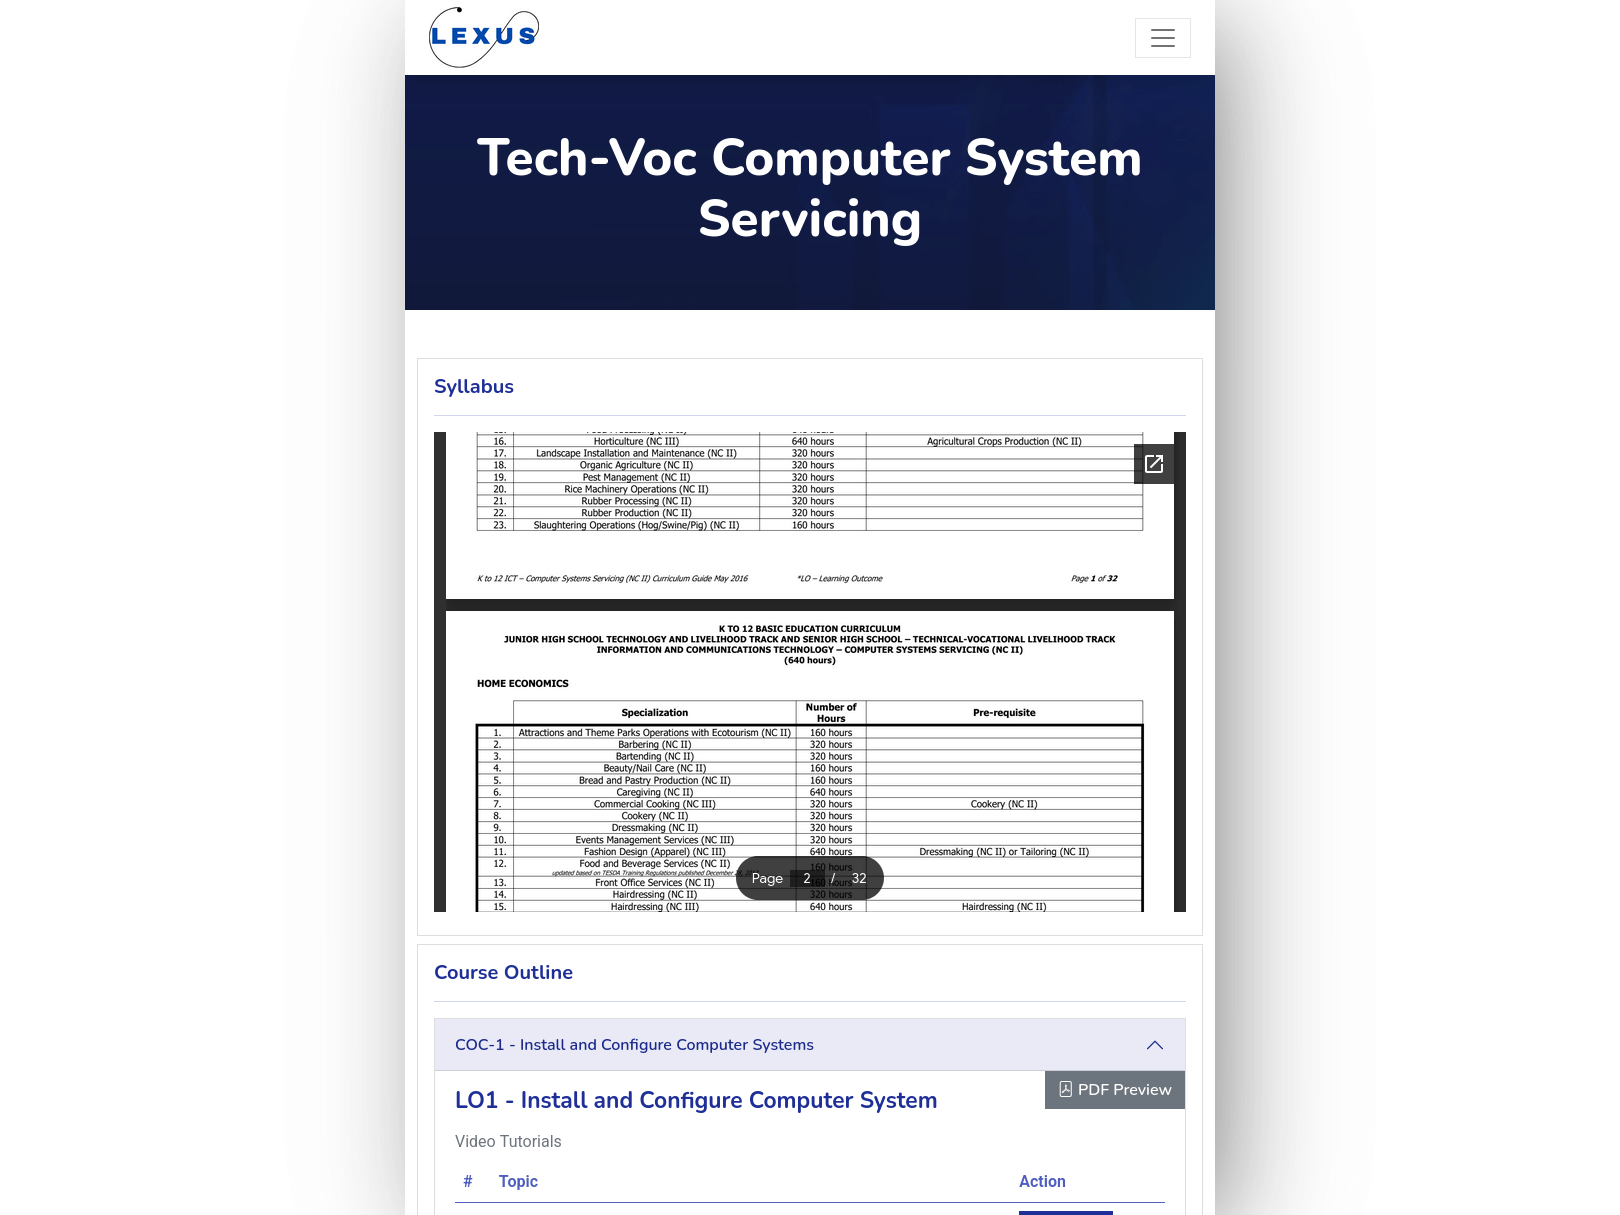 LEXUS
Tech-Voc Computer System
Servicing
Syllabus
16. Horticulture (NC III) 640 hours Agricultural Crops Production (NC II)
17. Landscape Installation and Maintenance (NC II) 320 hours
18. Organic Agriculture (NC II) 320 hours
19. Pest Management (NC II) 320 hours
20. Rice Machinery Operations (NC II) 320 hours
21. Rubber Processing (NC II) 320 hours
22. Rubber Production (NC II) 320 hours
23. Slaughtering Operations (Hog/Swine/Pig) (NC II) 160 hours
K to 12 ICT – Computer Systems Servicing (NC II) Curriculum Guide May 2016 *LO – Learning Outcome Page 1 of 32
K TO 12 BASIC EDUCATION CURRICULUM
JUNIOR HIGH SCHOOL TECHNOLOGY AND LIVELIHOOD TRACK AND SENIOR HIGH SCHOOL – TECHNICAL-VOCATIONAL LIVELIHOOD TRACK
INFORMATION AND COMMUNICATIONS TECHNOLOGY – COMPUTER SYSTEMS SERVICING (NC II)
(640 hours)
HOME ECONOMICS
Specialization Number of Hours Pre-requisite
1. Attractions and Theme Parks Operations with Ecotourism (NC II) 160 hours
2. Barbering (NC II) 320 hours
3. Bartending (NC II) 320 hours
4. Beauty/Nail Care (NC II) 160 hours
5. Bread and Pastry Production (NC II) 160 hours
6. Caregiving (NC II) 640 hours
7. Commercial Cooking (NC III) 320 hours Cookery (NC II)
8. Cookery (NC II) 320 hours
9. Dressmaking (NC II) 320 hours
10. Events Management Services (NC III) 320 hours
11. Fashion Design (Apparel) (NC III) 640 hours Dressmaking (NC II) or Tailoring (NC II)
12. Food and Beverage Services (NC II) 160 hours
updated based on TESDA Training Regulations published December
13. Front Office Services (NC II) 160 hours
14. Hairdressing (NC II) 320 hours
15. Hairdressing (NC III) 640 hours Hairdressing (NC II)
Page 2 / 32
Course Outline
COC-1 - Install and Configure Computer Systems
PDF Preview
LO1 - Install and Configure Computer System
Video Tutorials
# Topic Action